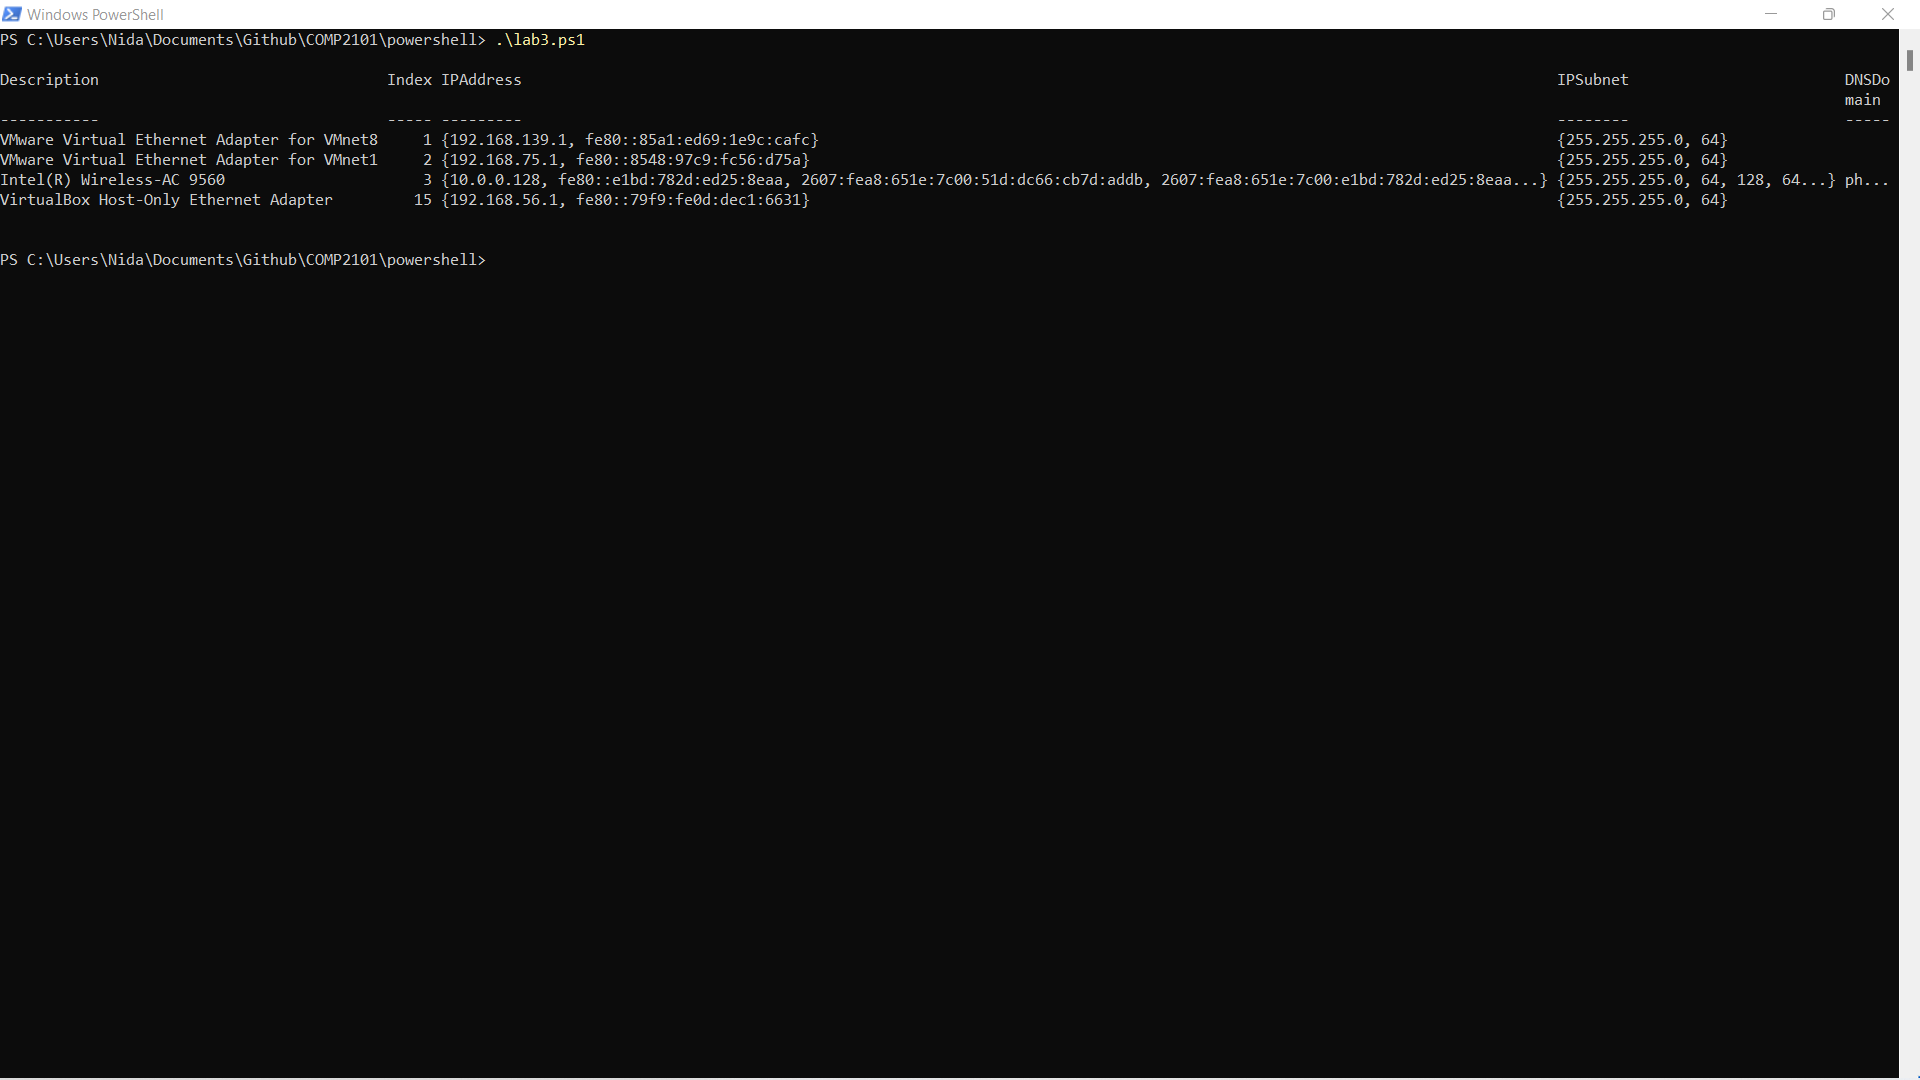 Windows PowerShell
PS C:\Users\Nida\Documents\Github\COMP2101\powershell> .\lab3.ps1
Description Index IPAddress IPSubnet DNSDo
main
----------- ----- --------- -------- -----
VMware Virtual Ethernet Adapter for VMnet8 1 {192.168.139.1, fe80::85a1:ed69:1e9c:cafc} {255.255.255.0, 64}
VMware Virtual Ethernet Adapter for VMnet1 2 {192.168.75.1, fe80::8548:97c9:fc56:d75a} {255.255.255.0, 64}
Intel(R) Wireless-AC 9560 3 {10.0.0.128, fe80::e1bd:782d:ed25:8eaa, 2607:fea8:651e:7c00:51d:dc66:cb7d:addb, 2607:fea8:651e:7c00:e1bd:782d:ed25:8eaa...} {255.255.255.0, 64, 128, 64...} ph...
VirtualBox Host-Only Ethernet Adapter 15 {192.168.56.1, fe80::79f9:fe0d:dec1:6631} {255.255.255.0, 64}
PS C:\Users\Nida\Documents\Github\COMP2101\powershell>